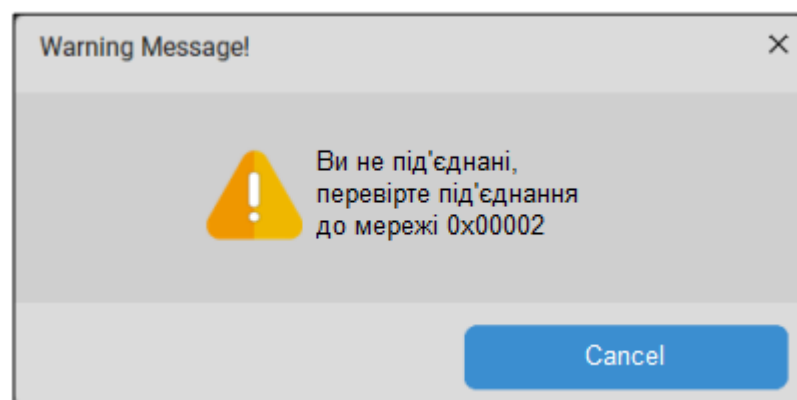 Warning Message!
Ви не під'єднані,
перевірте під'єднання
до мережі 0x00002
Cancel